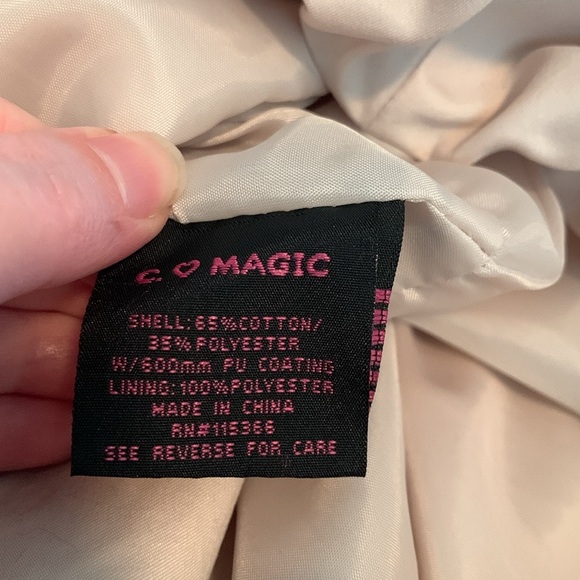 C. ♡ MAGIC
SHELL: 65%COTTON/
35%POLYESTER
W/600mm PU COATING
LINING: 100%POLYESTER
MADE IN CHINA
RN#115366
SEE REVERSE FOR CARE